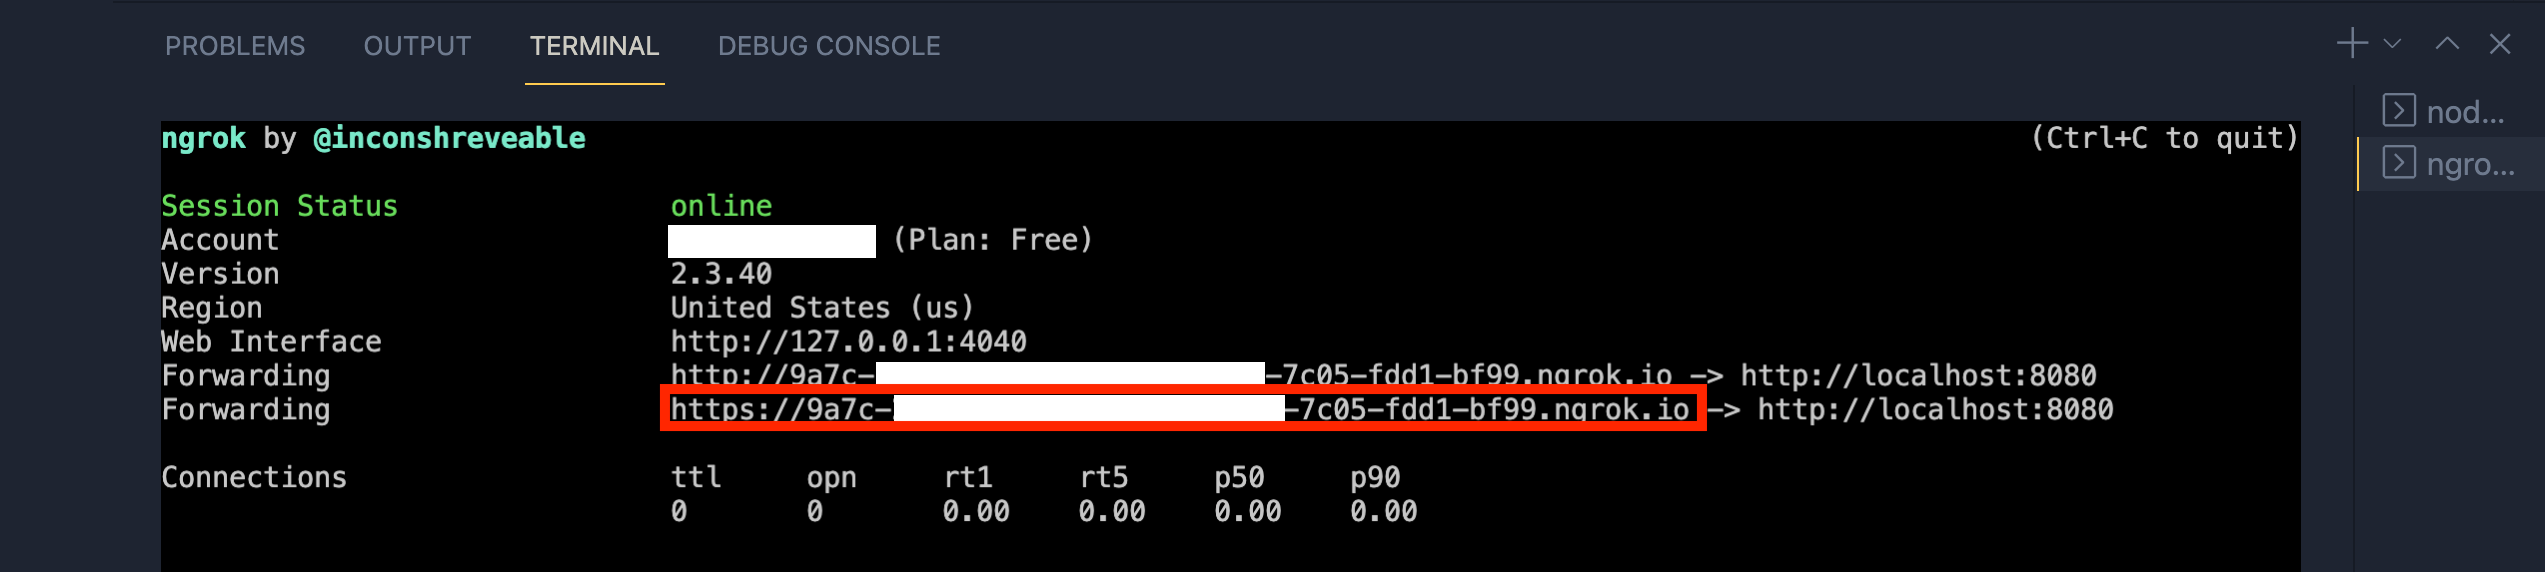 PROBLEMS OUTPUT TERMINAL DEBUG CONSOLE
ngrok by @inconshreveable (Ctrl+C to quit)
nod...
ngro...
Session Status online
Account (Plan: Free)
Version 2.3.40
Region United States (us)
Web Interface http://127.0.0.1:4040
Forwarding http://9a7c- -7c05-fdd1-bf99.ngrok.io -> http://localhost:8080
Forwarding https://9a7c- -7c05-fdd1-bf99.ngrok.io -> http://localhost:8080
Connections ttl opn rt1 rt5 p50 p90
0 0 0.00 0.00 0.00 0.00